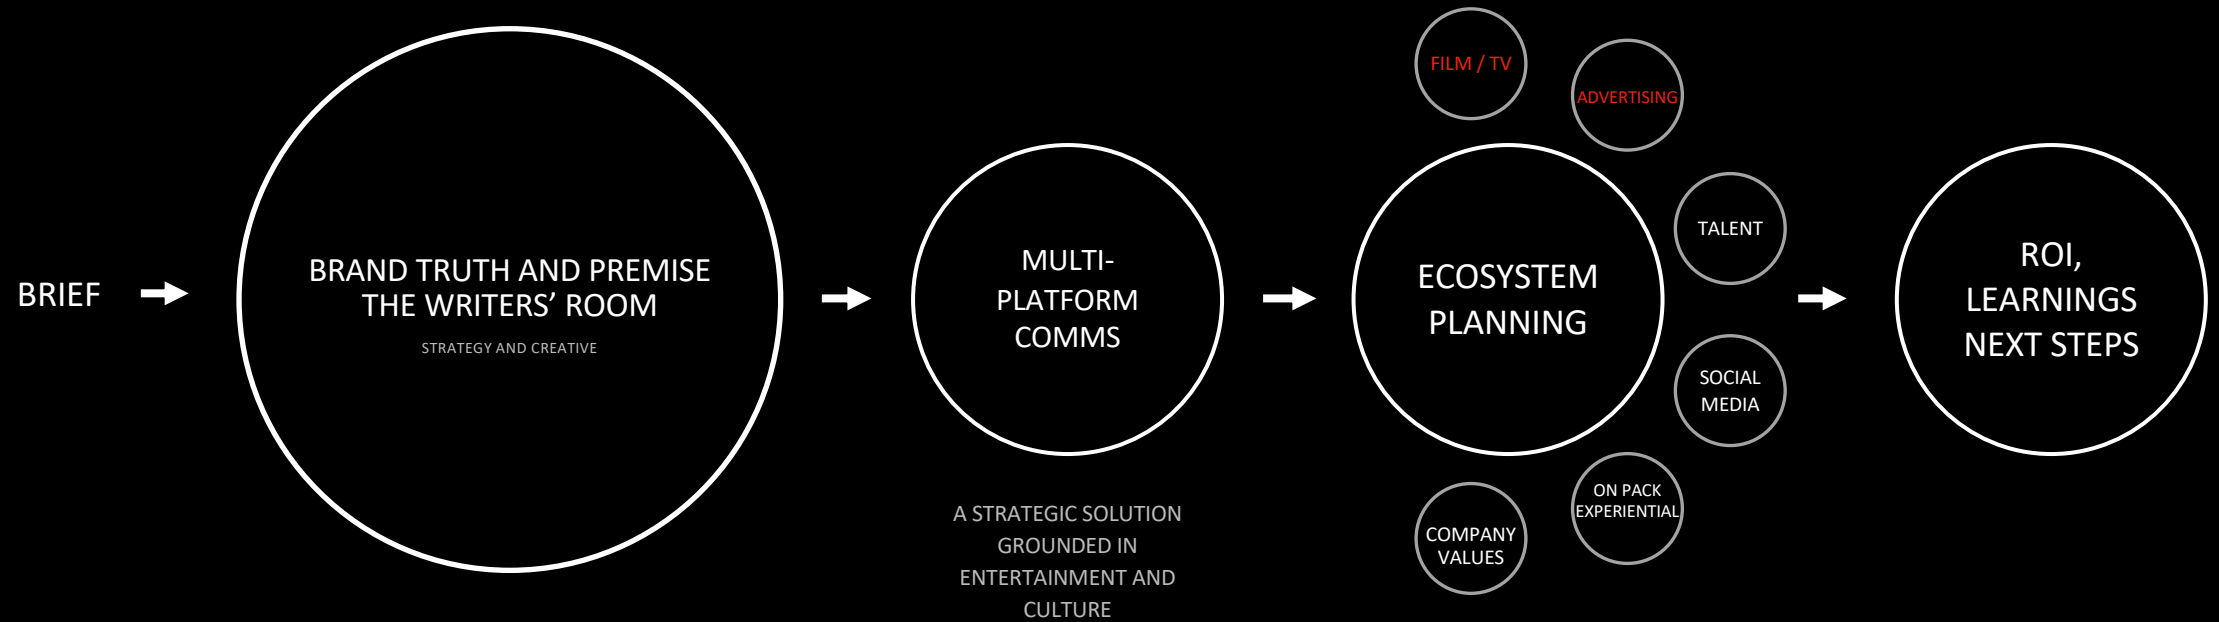 BRIEF
BRAND TRUTH AND PREMISE
THE WRITERS’ ROOM
STRATEGY AND CREATIVE
MULTI-
PLATFORM
COMMS
A STRATEGIC SOLUTION
GROUNDED IN
ENTERTAINMENT AND
CULTURE
ECOSYSTEM
PLANNING
FILM / TV
ADVERTISING
TALENT
SOCIAL
MEDIA
ON PACK
EXPERIENTIAL
COMPANY
VALUES
ROI,
LEARNINGS
NEXT STEPS